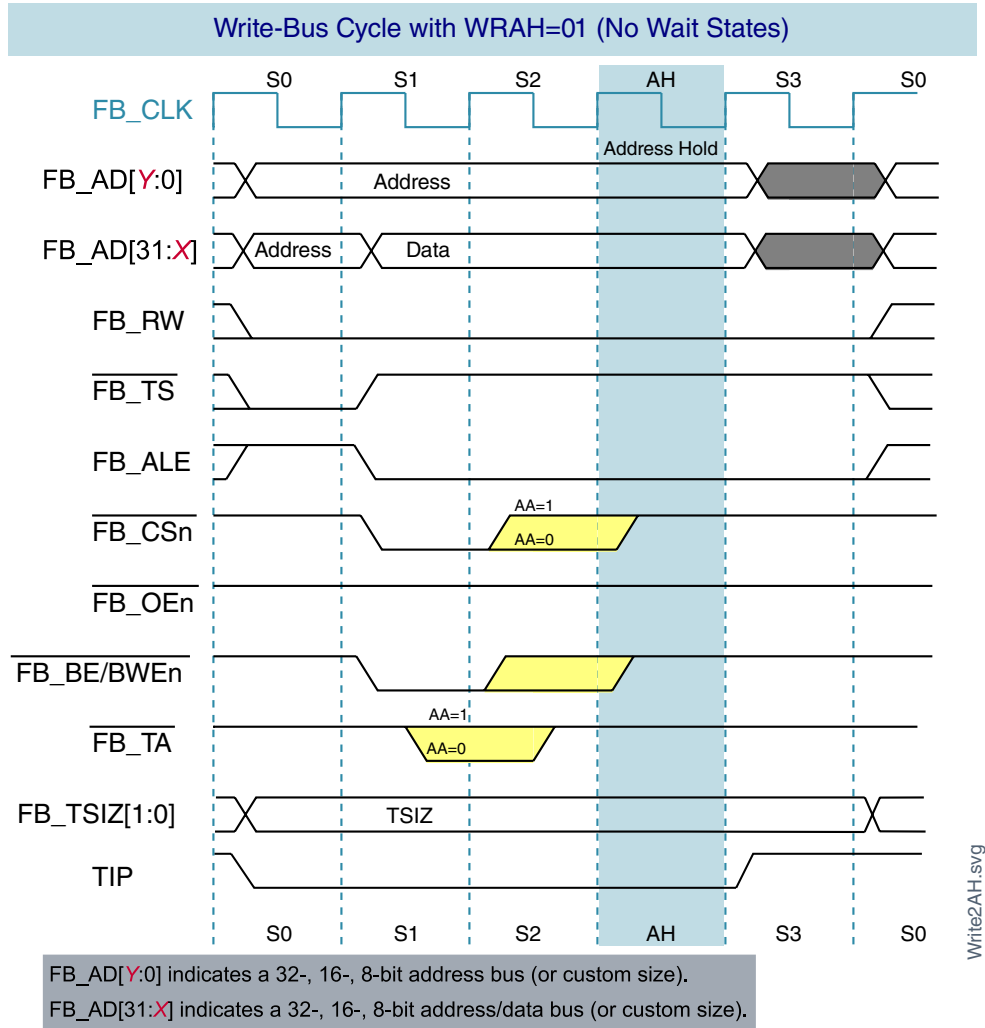 Write-Bus Cycle with WRAH=01 (No Wait States)
S0 S1 S2 AH S3 S0
FB_CLK
Address Hold
FB_AD[Y:0] Address
FB_AD[31:X] Address Data
FB_RW
FB_TS
FB_ALE
AA=1
FB_CSn
AA=0
FB_OEn
FB_BE/BWEn
AA=1
FB_TA
AA=0
FB_TSIZ[1:0] TSIZ
TIP
S0 S1 S2 AH S3 S0
Write2AH.svg
FB_AD[Y:0] indicates a 32-, 16-, 8-bit address bus (or custom size).
FB_AD[31:X] indicates a 32-, 16-, 8-bit address/data bus (or custom size).